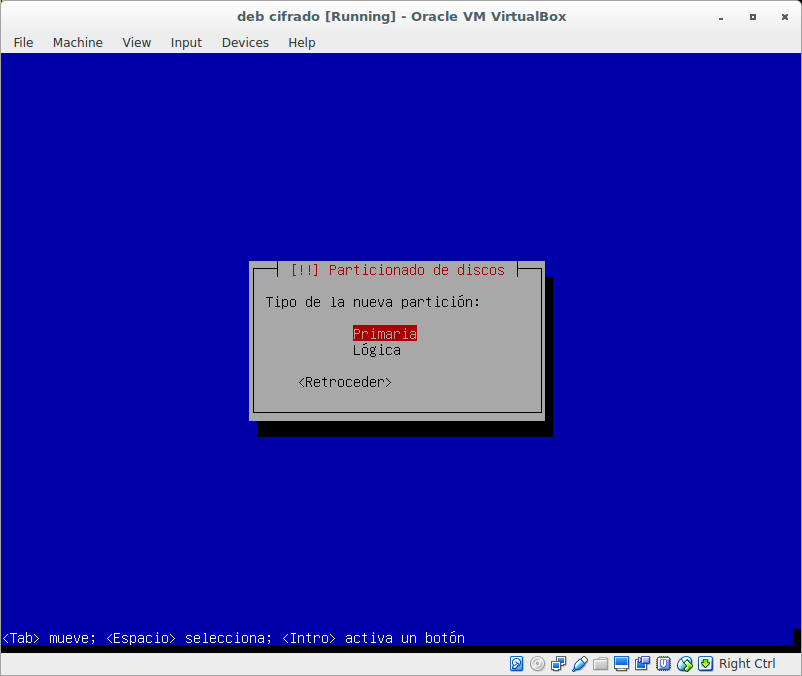 deb cifrado [Running] - Oracle VM VirtualBox
File Machine View Input Devices Help
[!!] Particionado de discos
Tipo de la nueva partición:
Primaria
Lógica
<Retroceder>
<Tab> mueve; <Espacio> selecciona; <Intro> activa un botón
Right Ctrl